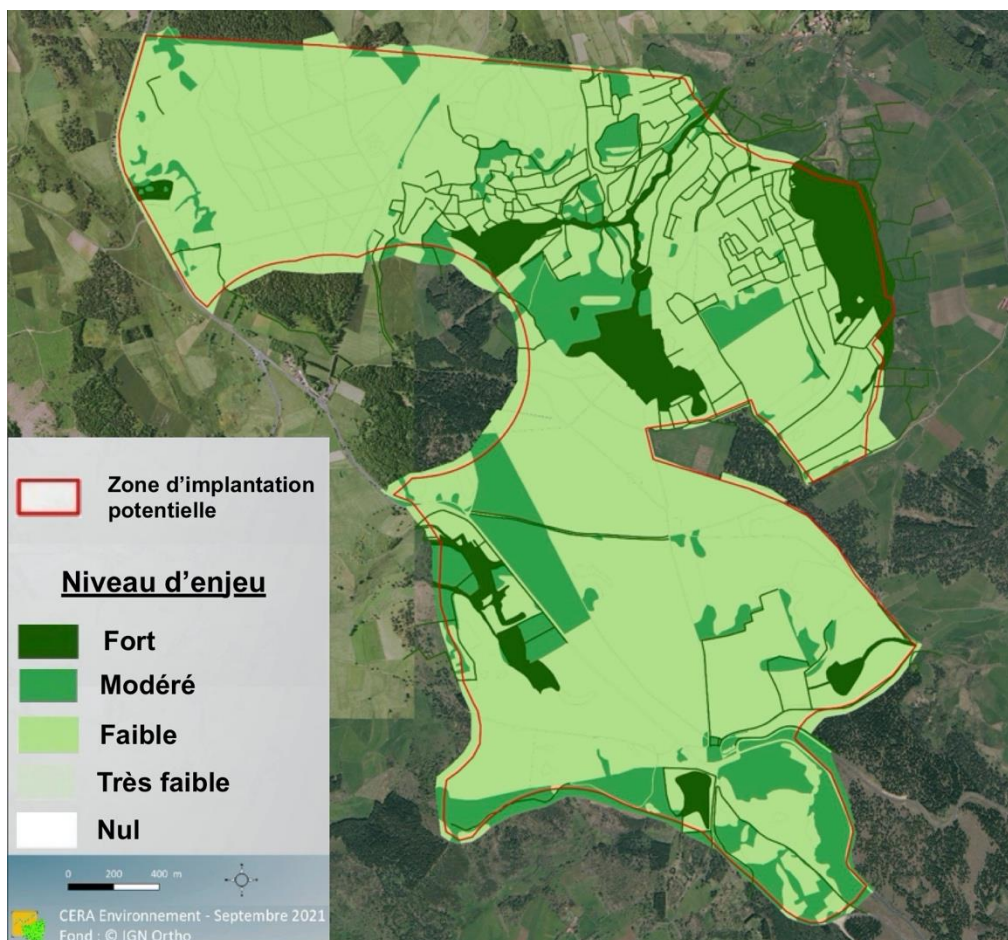 Zone d'implantation
potentielle
Niveau d'enjeu
Fort
Modéré
Faible
Très faible
Nul
0 200 400 m
CERA Environnement - Septembre 2021
Fond : © IGN Ortho